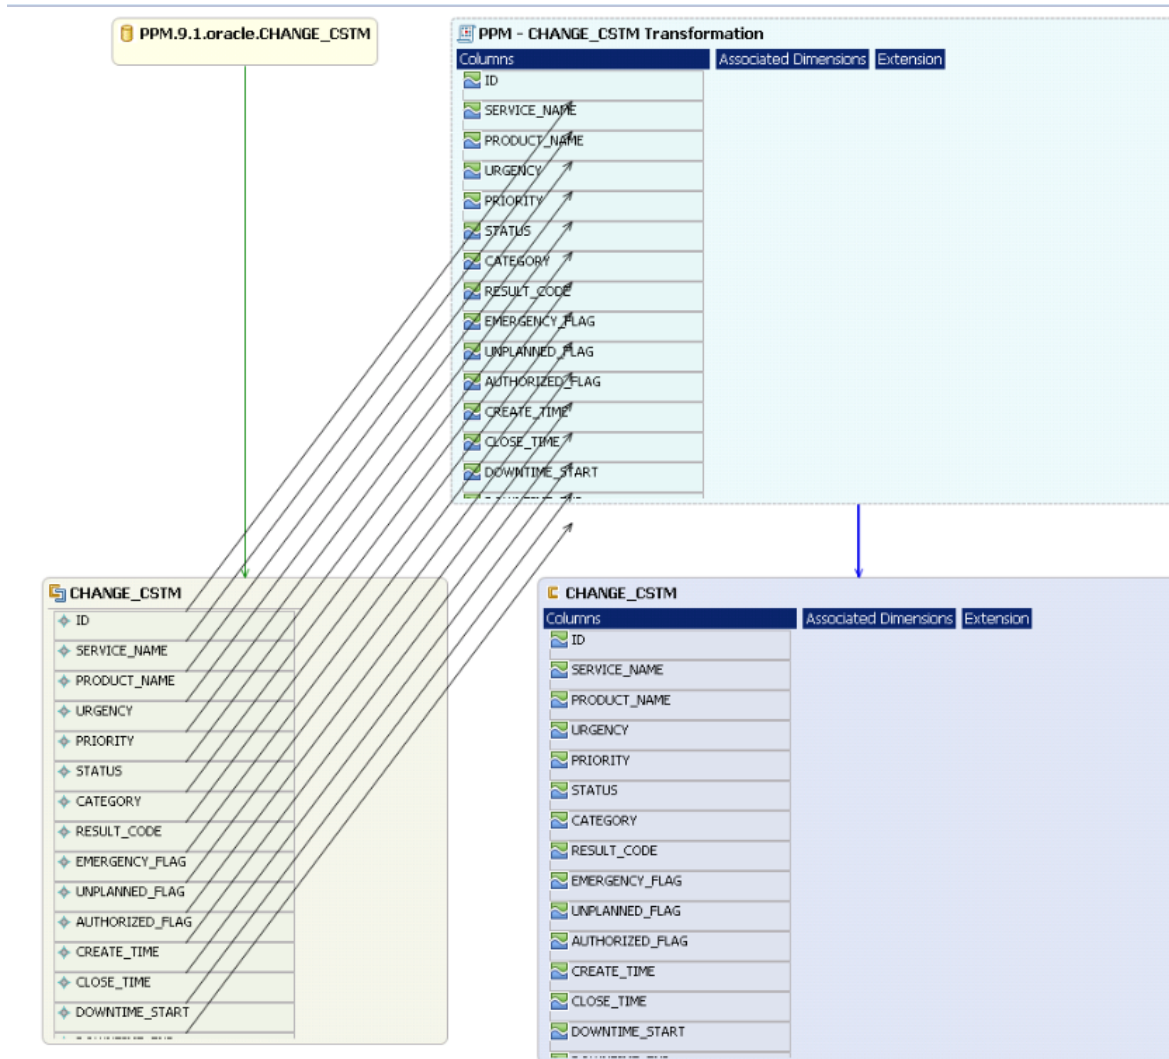 PPM.9.1.oracle.CHANGE_CSTM
PPM - CHANGE_CSTM Transformation
Columns Associated Dimensions Extension
ID
SERVICE_NAME
PRODUCT_NAME
URGENCY
PRIORITY
STATUS
CATEGORY
RESULT_CODE
EMERGENCY_FLAG
UNPLANNED_FLAG
AUTHORIZED_FLAG
CREATE_TIME
CLOSE_TIME
DOWNTIME_START
CHANGE_CSTM
ID
SERVICE_NAME
PRODUCT_NAME
URGENCY
PRIORITY
STATUS
CATEGORY
RESULT_CODE
EMERGENCY_FLAG
UNPLANNED_FLAG
AUTHORIZED_FLAG
CREATE_TIME
CLOSE_TIME
DOWNTIME_START
CHANGE_CSTM
Columns Associated Dimensions Extension
ID
SERVICE_NAME
PRODUCT_NAME
URGENCY
PRIORITY
STATUS
CATEGORY
RESULT_CODE
EMERGENCY_FLAG
UNPLANNED_FLAG
AUTHORIZED_FLAG
CREATE_TIME
CLOSE_TIME
DOWNTIME_START